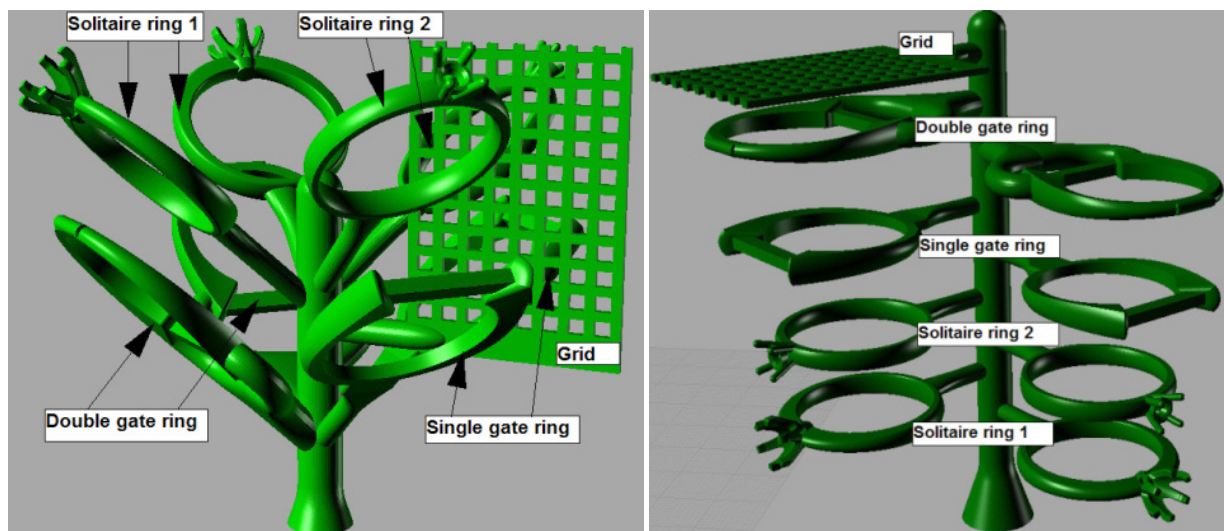 Solitaire ring 1
Solitaire ring 2
Grid
Double gate ring
Single gate ring
Grid
Double gate ring
Single gate ring
Solitaire ring 2
Solitaire ring 1